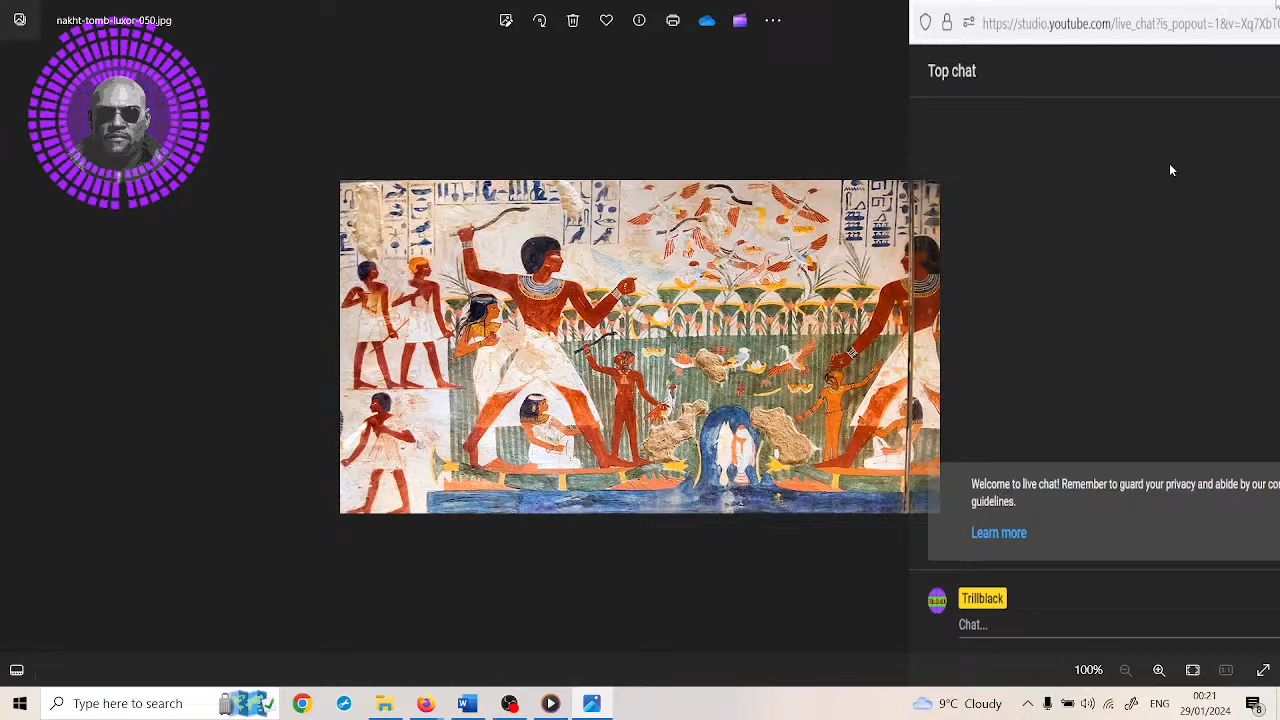 nakht-tomb-luxor-050.jpg
https://studio.youtube.com/live_chat?is_popout=1&v=Xq7Xb1
Top chat
Welcome to live chat! Remember to guard your privacy and abide by our co
guidelines.
Learn more
Trillblack
Chat...
100%
Type here to search
9°C Cloudy
ENG
00:21
29/01/2024